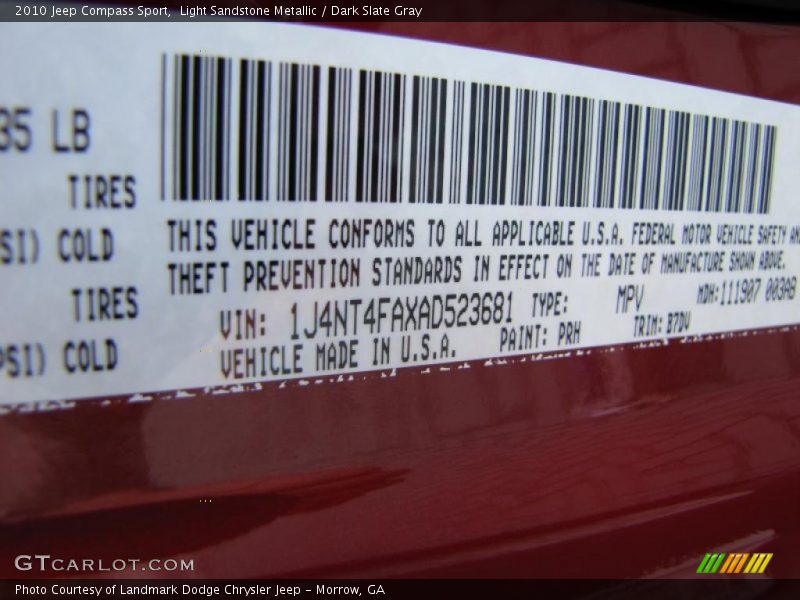 2010 Jeep Compass Sport, Light Sandstone Metallic / Dark Slate Gray
35 LB
TIRES
SI) COLD
TIRES
PSI) COLD
THIS VEHICLE CONFORMS TO ALL APPLICABLE U.S.A. FEDERAL MOTOR VEHICLE SAFETY AN
THEFT PREVENTION STANDARDS IN EFFECT ON THE DATE OF MANUFACTURE SHOWN ABOVE.
VIN: 1J4NT4FAXAD523681 TYPE: MPV MDH:111907 003AB
VEHICLE MADE IN U.S.A. PAINT: PRH TRIM: B7DV
GTCARLOT.COM
Photo Courtesy of Landmark Dodge Chrysler Jeep - Morrow, GA